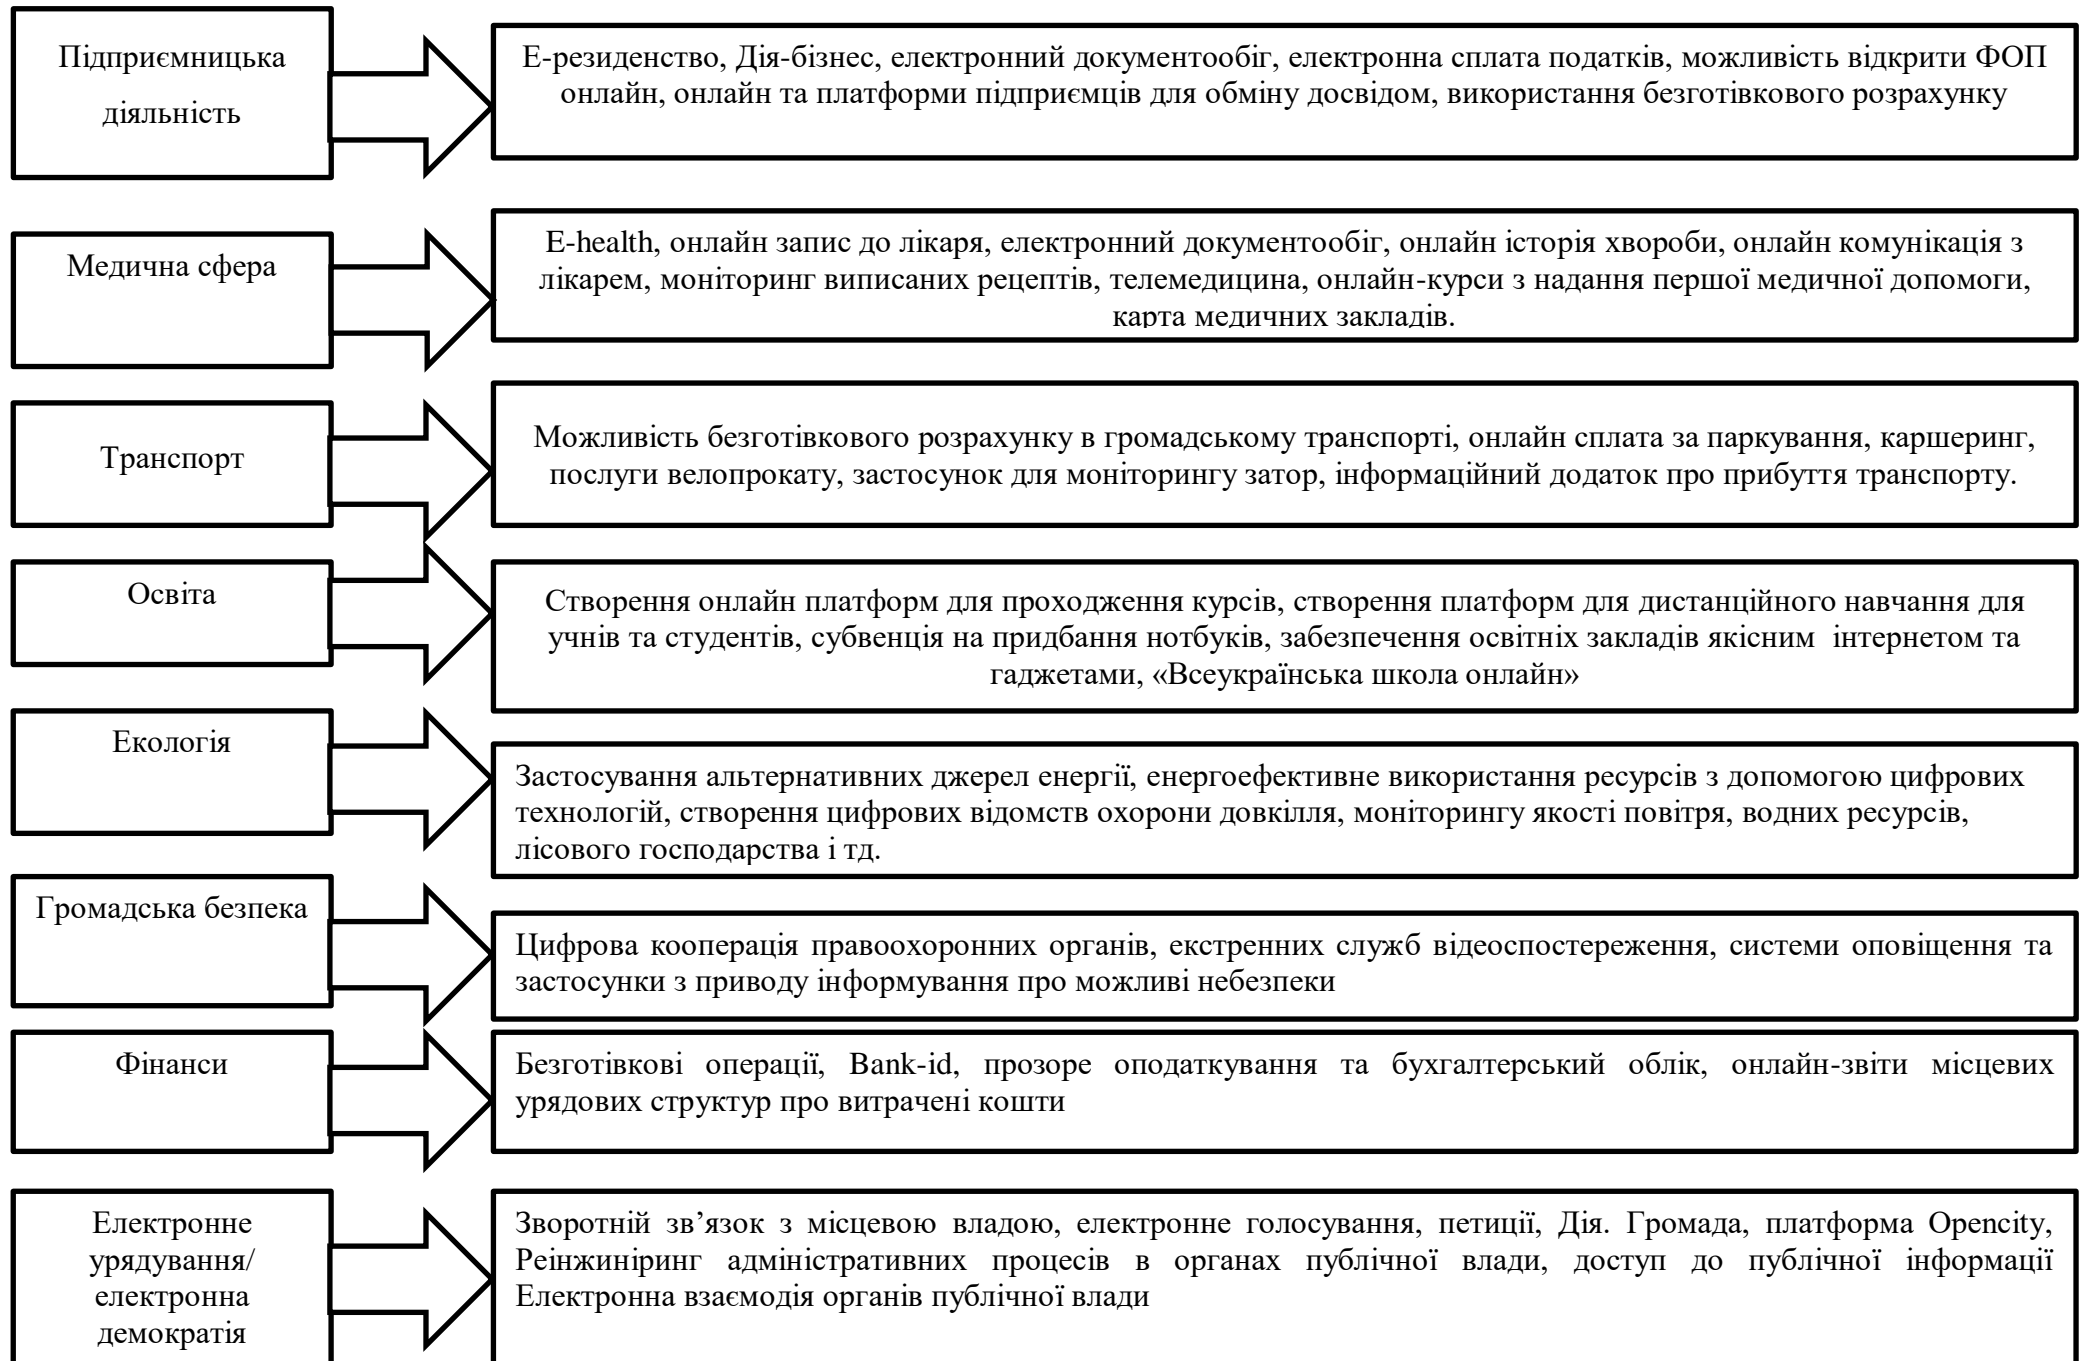 Підприємницька
діяльність
Е-резиденство, Дія-бізнес, електронний документообіг, електронна сплата податків, можливість відкрити ФОП
онлайн, онлайн та платформи підприємців для обміну досвідом, використання безготівкового розрахунку
Медична сфера
E-health, онлайн запис до лікаря, електронний документообіг, онлайн історія хвороби, онлайн комунікація з
лікарем, моніторинг виписаних рецептів, телемедицина, онлайн-курси з надання першої медичної допомоги,
карта медичних закладів.
Транспорт
Можливість безготівкового розрахунку в громадському транспорті, онлайн сплата за паркування, каршеринг,
послуги велопрокату, застосунок для моніторингу затор, інформаційний додаток про прибуття транспорту.
Освіта
Створення онлайн платформ для проходження курсів, створення платформ для дистанційного навчання для
учнів та студентів, субвенція на придбання нотбуків, забезпечення освітніх закладів якісним інтернетом та
гаджетами, «Всеукраїнська школа онлайн»
Екологія
Застосування альтернативних джерел енергії, енергоефективне використання ресурсів з допомогою цифрових
технологій, створення цифрових відомств охорони довкілля, моніторингу якості повітря, водних ресурсів,
лісового господарства і тд.
Громадська безпека
Цифрова кооперація правоохоронних органів, екстренних служб відеоспостереження, системи оповіщення та
застосунки з приводу інформування про можливі небезпеки
Фінанси
Безготівкові операції, Bank-id, прозоре оподаткування та бухгалтерський облік, онлайн-звіти місцевих
урядових структур про витрачені кошти
Електронне
урядування/
електронна
демократія
Зворотній зв’язок з місцевою владою, електронне голосування, петиції, Дія. Громада, платформа Opencity,
Реінжиніринг адміністративних процесів в органах публічної влади, доступ до публічної інформації
Електронна взаємодія органів публічної влади